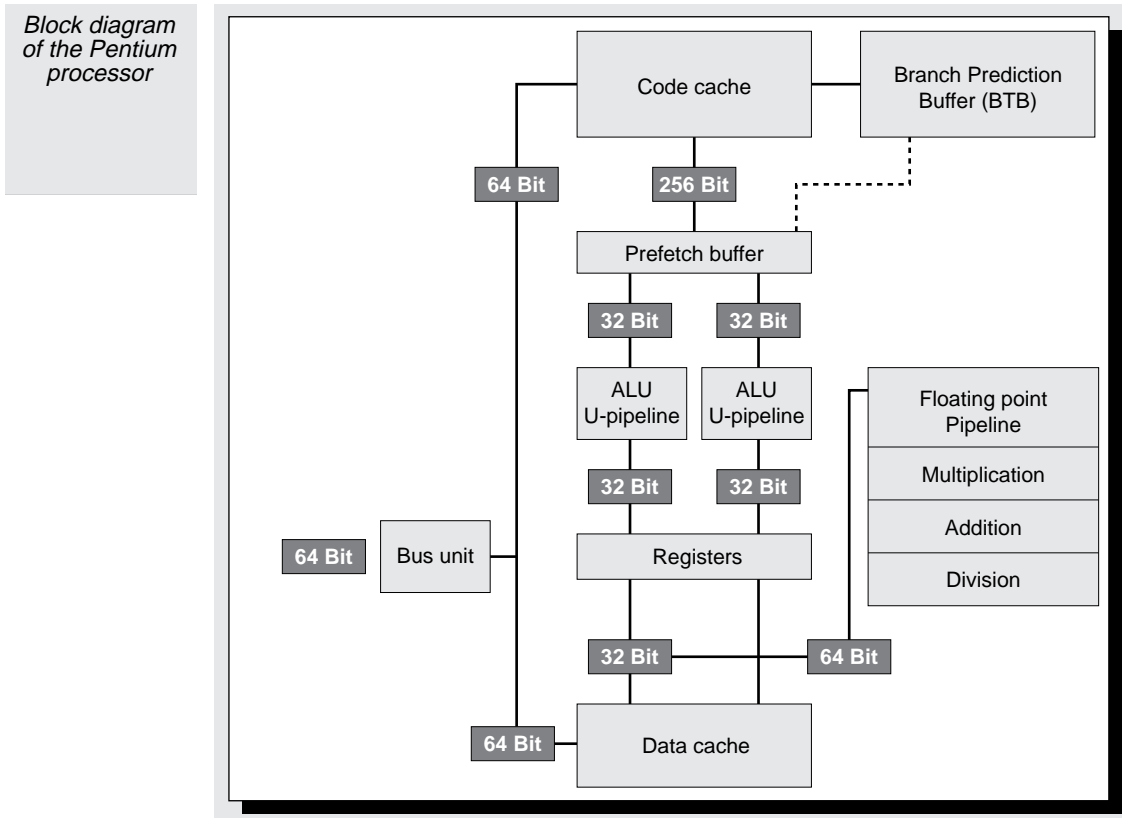 Block diagram
of the Pentium
processor
Code cache
Branch Prediction
Buffer (BTB)
64 Bit
256 Bit
Prefetch buffer
32 Bit
32 Bit
ALU
U-pipeline
ALU
U-pipeline
Floating point
Pipeline
Multiplication
Addition
Division
32 Bit
32 Bit
64 Bit
Bus unit
Registers
32 Bit
64 Bit
64 Bit
Data cache